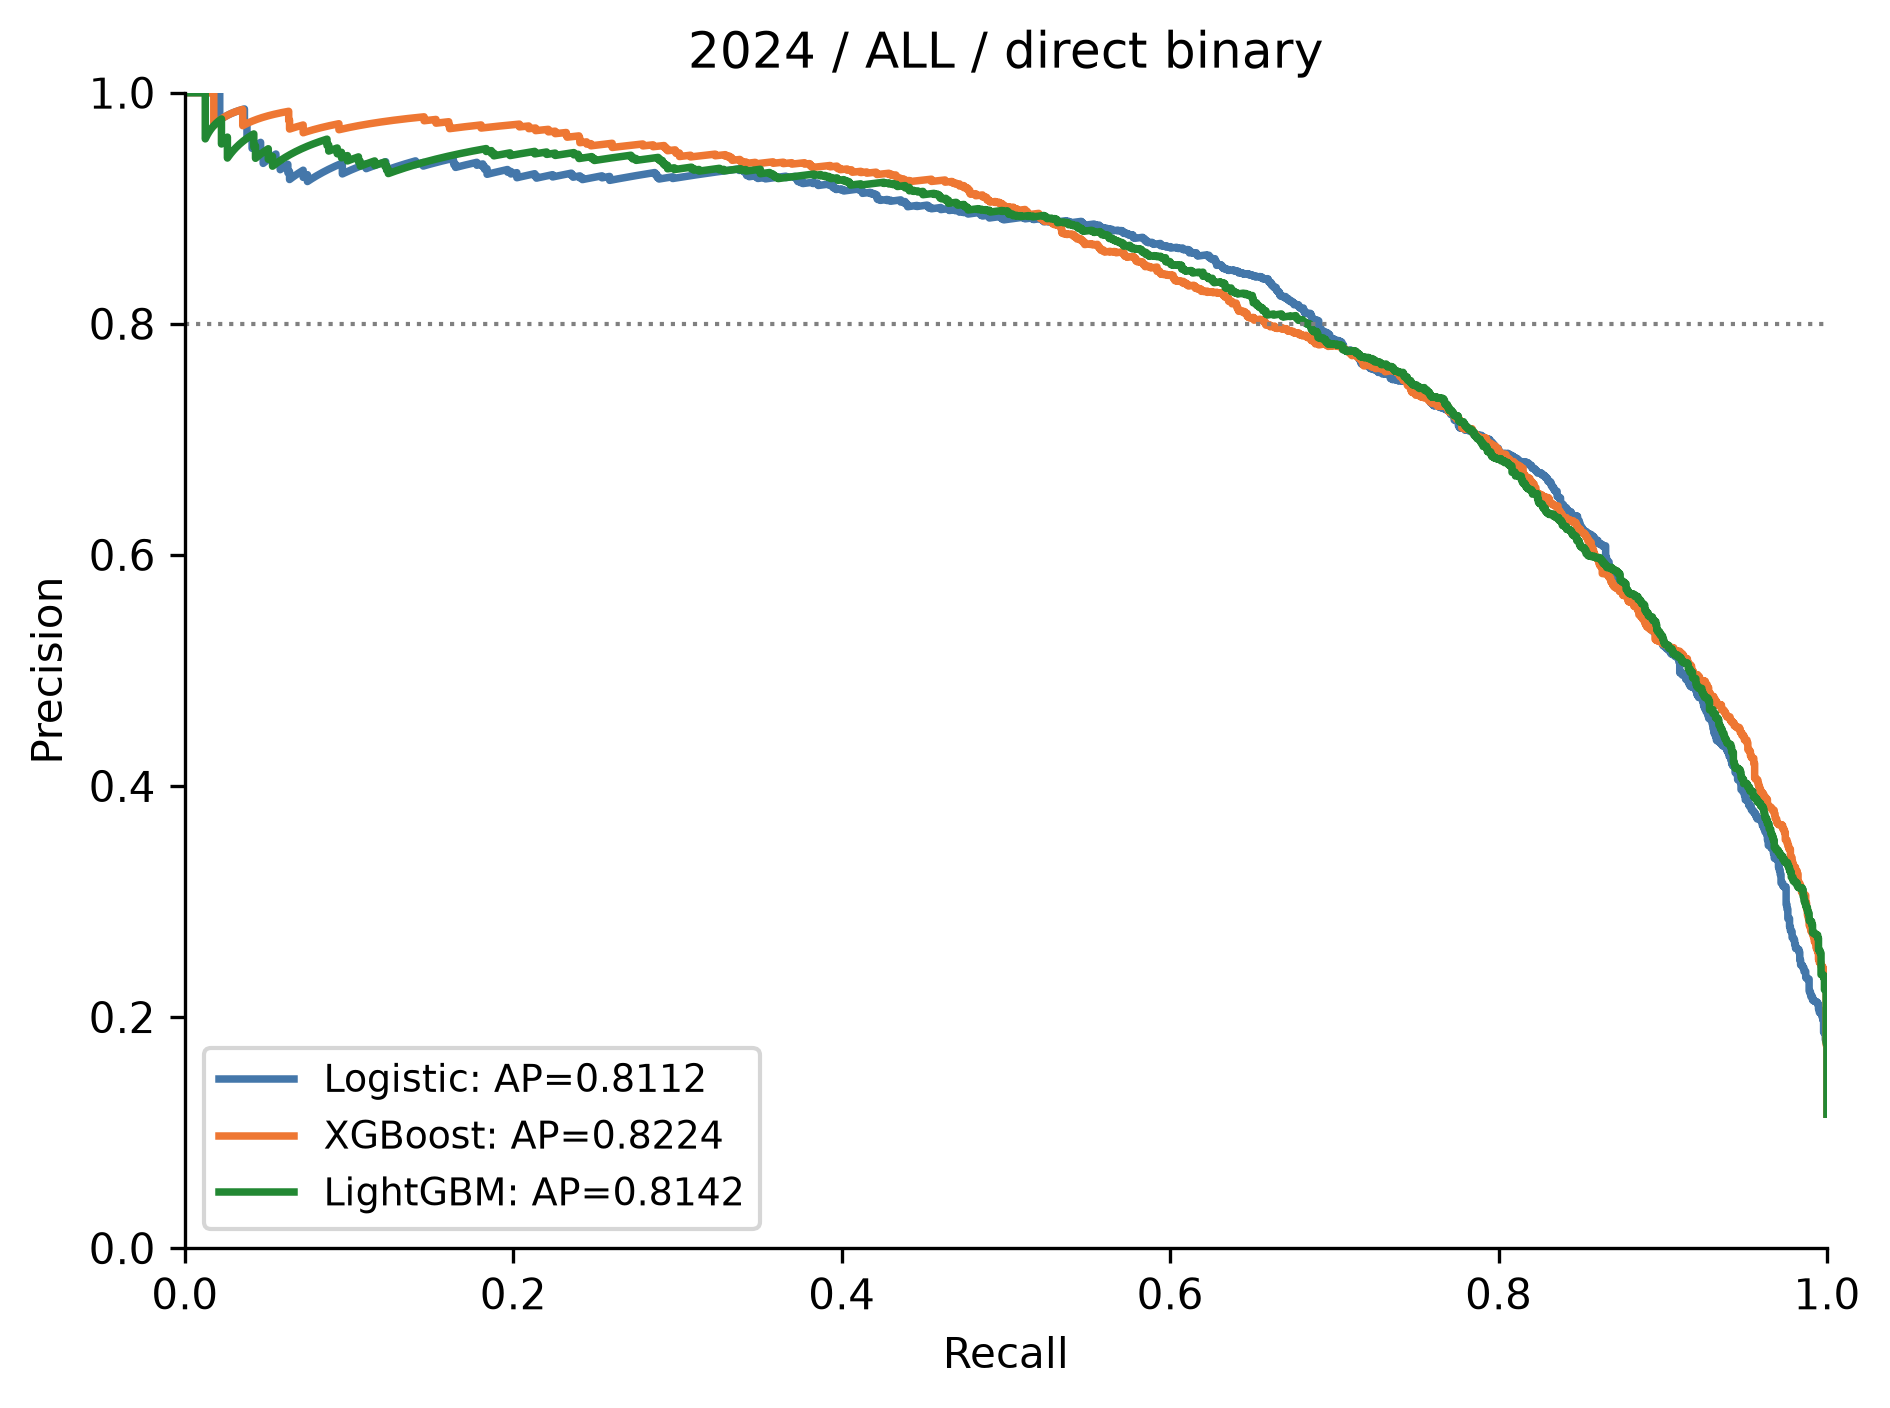 2024 / ALL / direct binary
1.0
0.8
0.6
0.4
0.2
0.0
Precision
Logistic: AP=0.8112
XGBoost: AP=0.8224
LightGBM: AP=0.8142
0.0 0.2 0.4 0.6 0.8 1.0
Recall